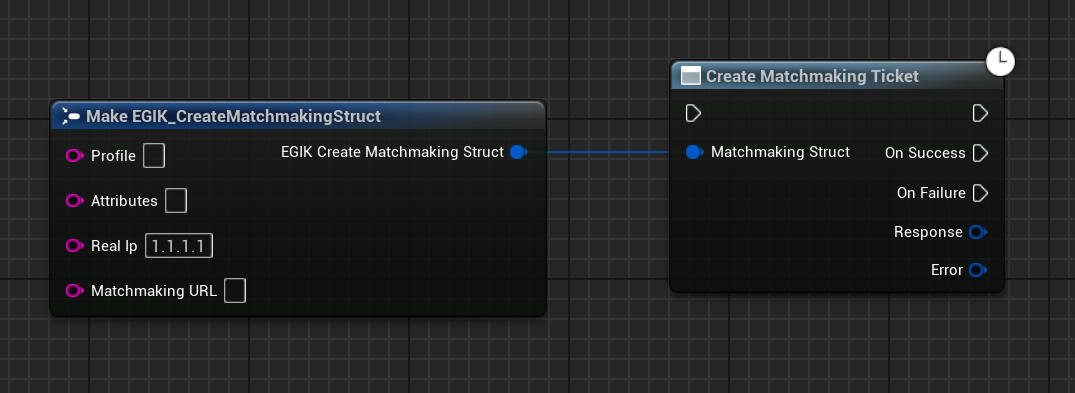 Create Matchmaking Ticket
Make EGIK_CreateMatchmakingStruct
Profile
EGIK Create Matchmaking Struct
Attributes
Real Ip 1.1.1.1
Matchmaking URL
Matchmaking Struct
On Success
On Failure
Response
Error